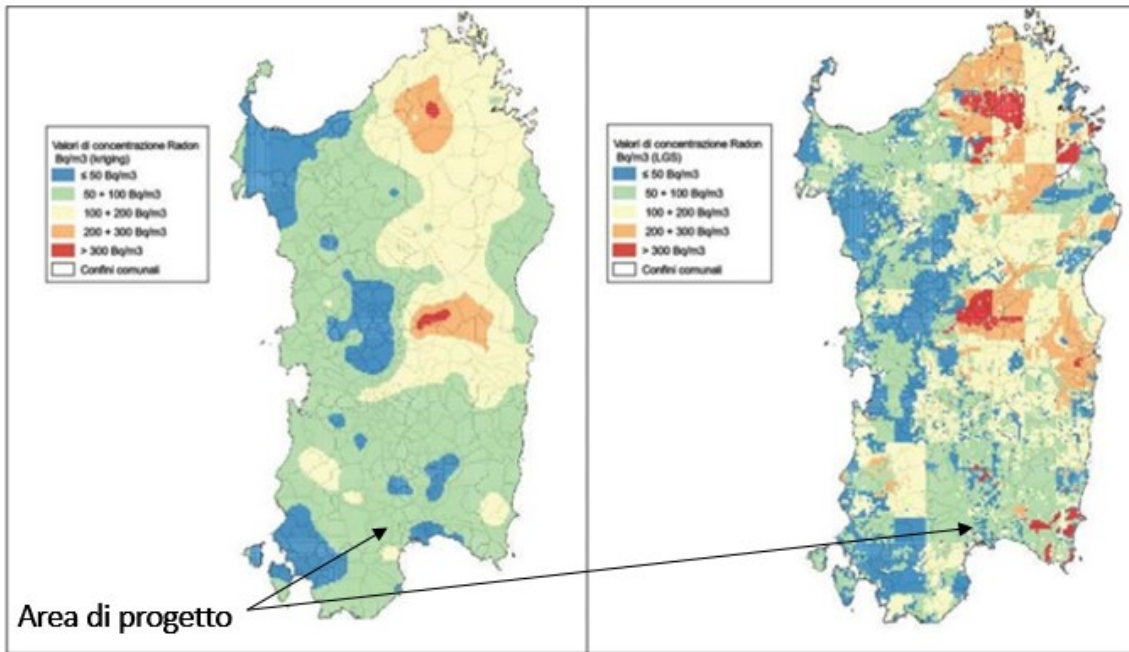 Valori di concentrazione Radon
Bq/m3 (kriging)
≤ 50 Bq/m3
50 + 100 Bq/m3
100 + 200 Bq/m3
200 + 300 Bq/m3
> 300 Bq/m3
Confini comunali
Valori di concentrazione Radon
Bq/m3 (LGS)
≤ 50 Bq/m3
50 + 100 Bq/m3
100 + 200 Bq/m3
200 + 300 Bq/m3
> 300 Bq/m3
Confini comunali
Area di progetto